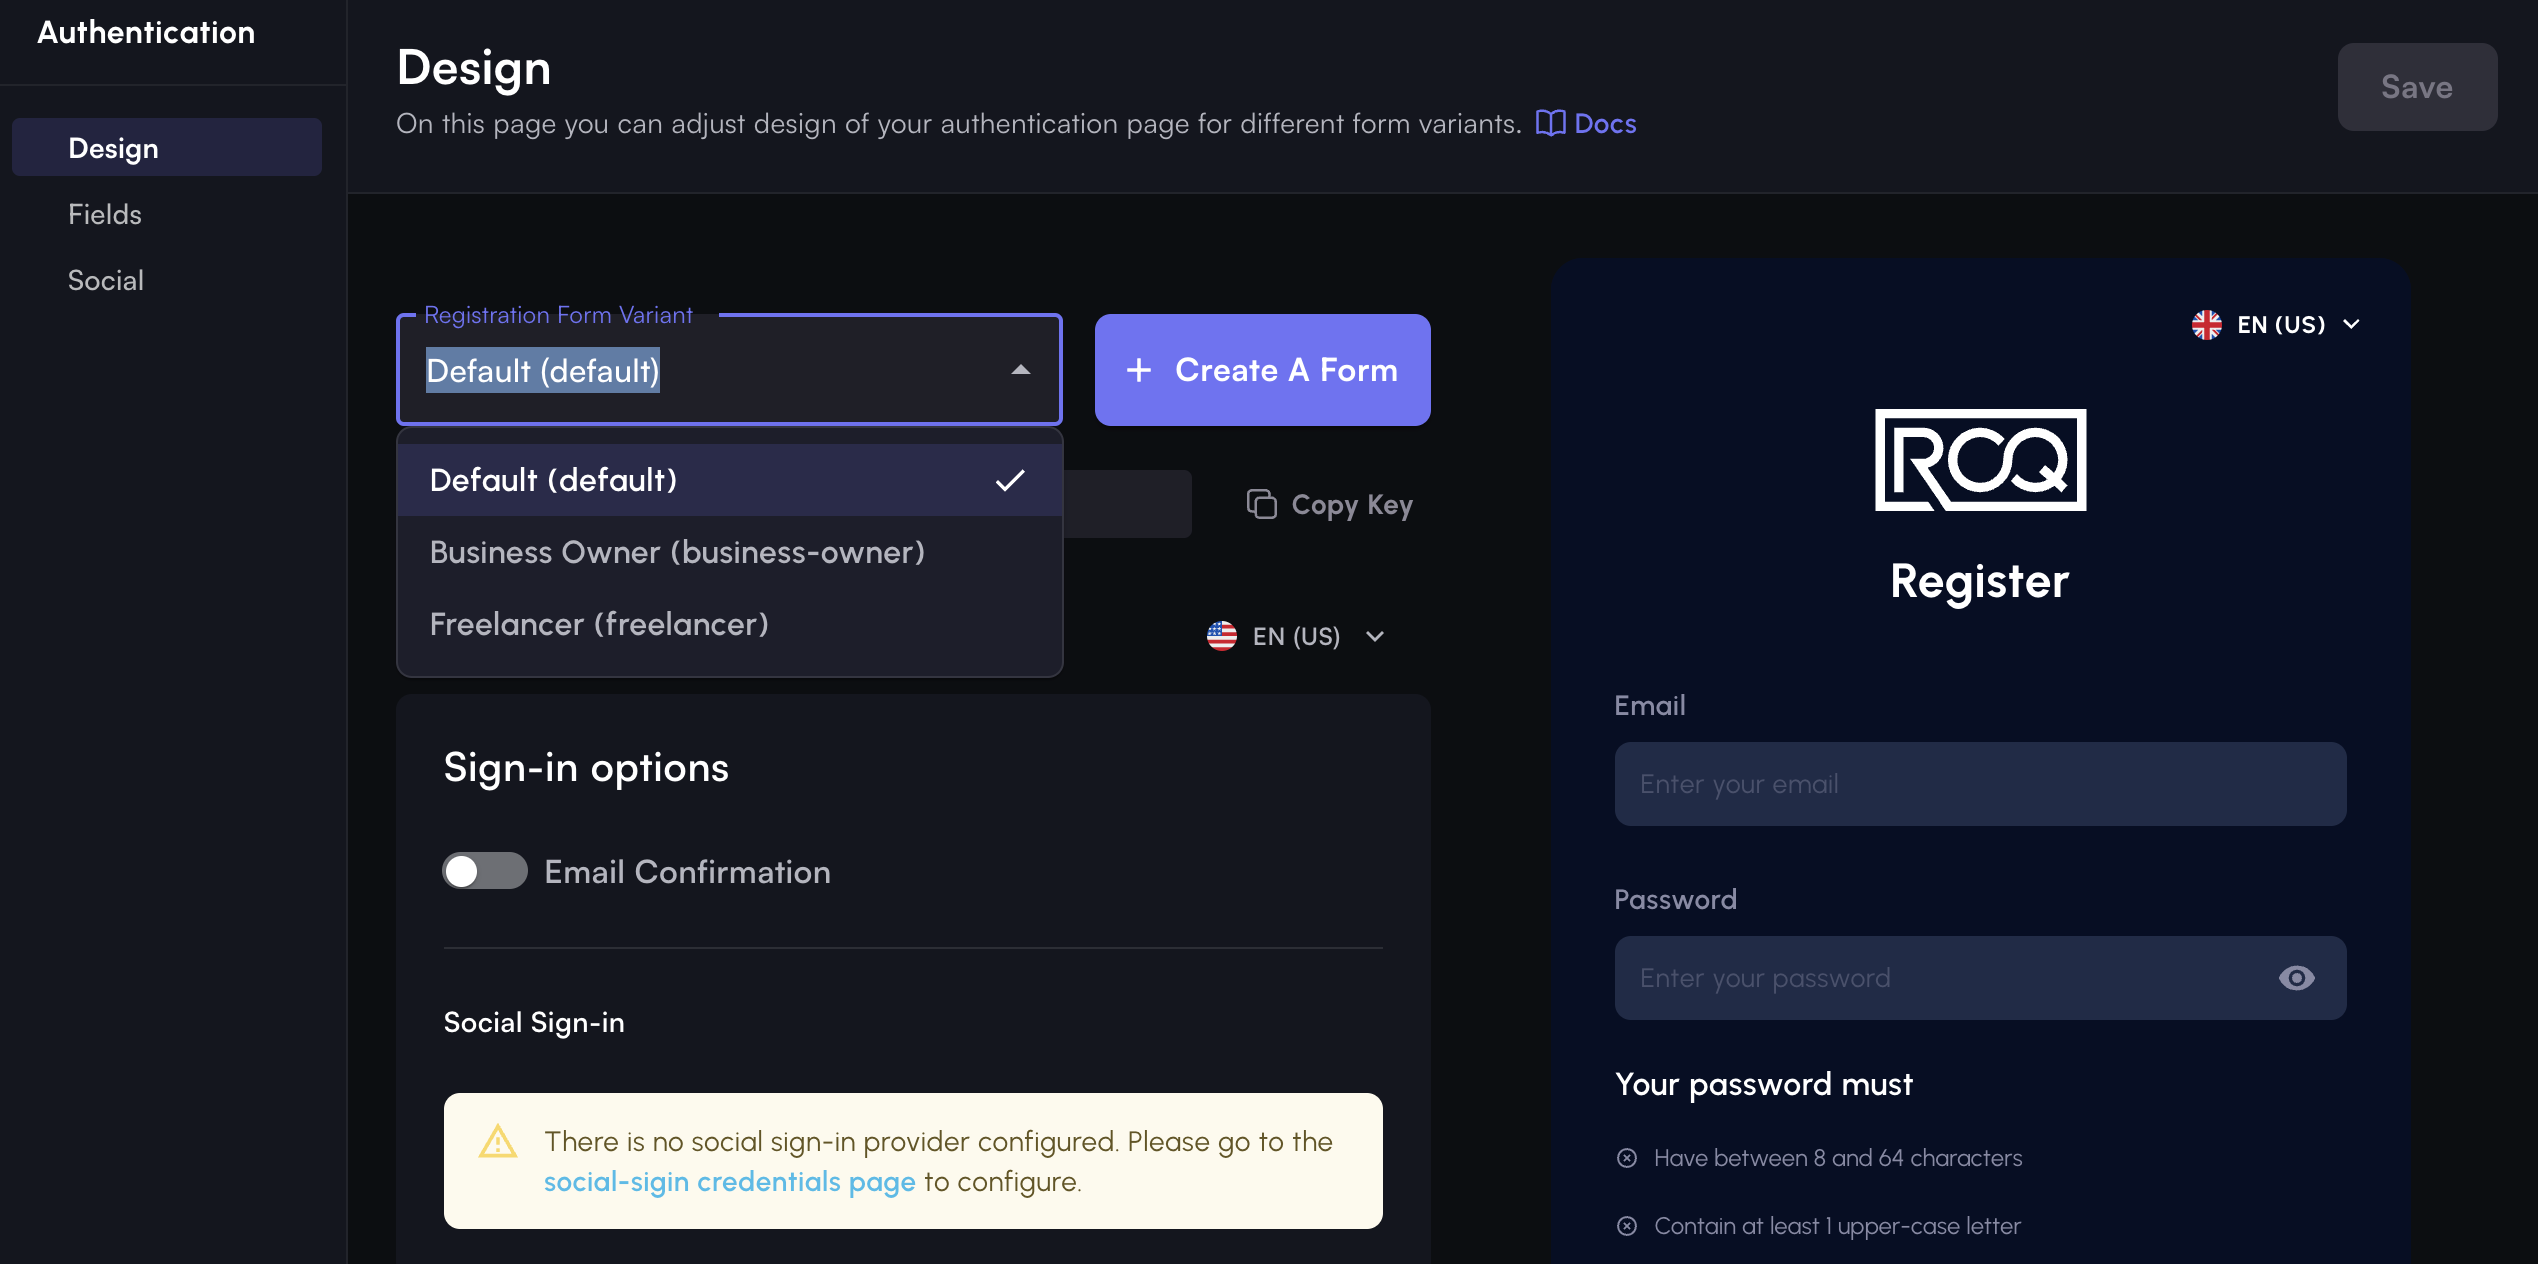 Authentication
Design
Fields
Social
Design
On this page you can adjust design of your authentication page for different form variants. Docs
Save
Registration Form Variant
Default (default)
Create A Form
Default (default)
Business Owner (business-owner)
Freelancer (freelancer)
Copy Key
EN (US)
Sign-in options
Email Confirmation
Social Sign-in
There is no social sign-in provider configured. Please go to the
social-sigin credentials page to configure.
EN (US)
ROQ
Register
Email
Enter your email
Password
Enter your password
Your password must
Have between 8 and 64 characters
Contain at least 1 upper-case letter